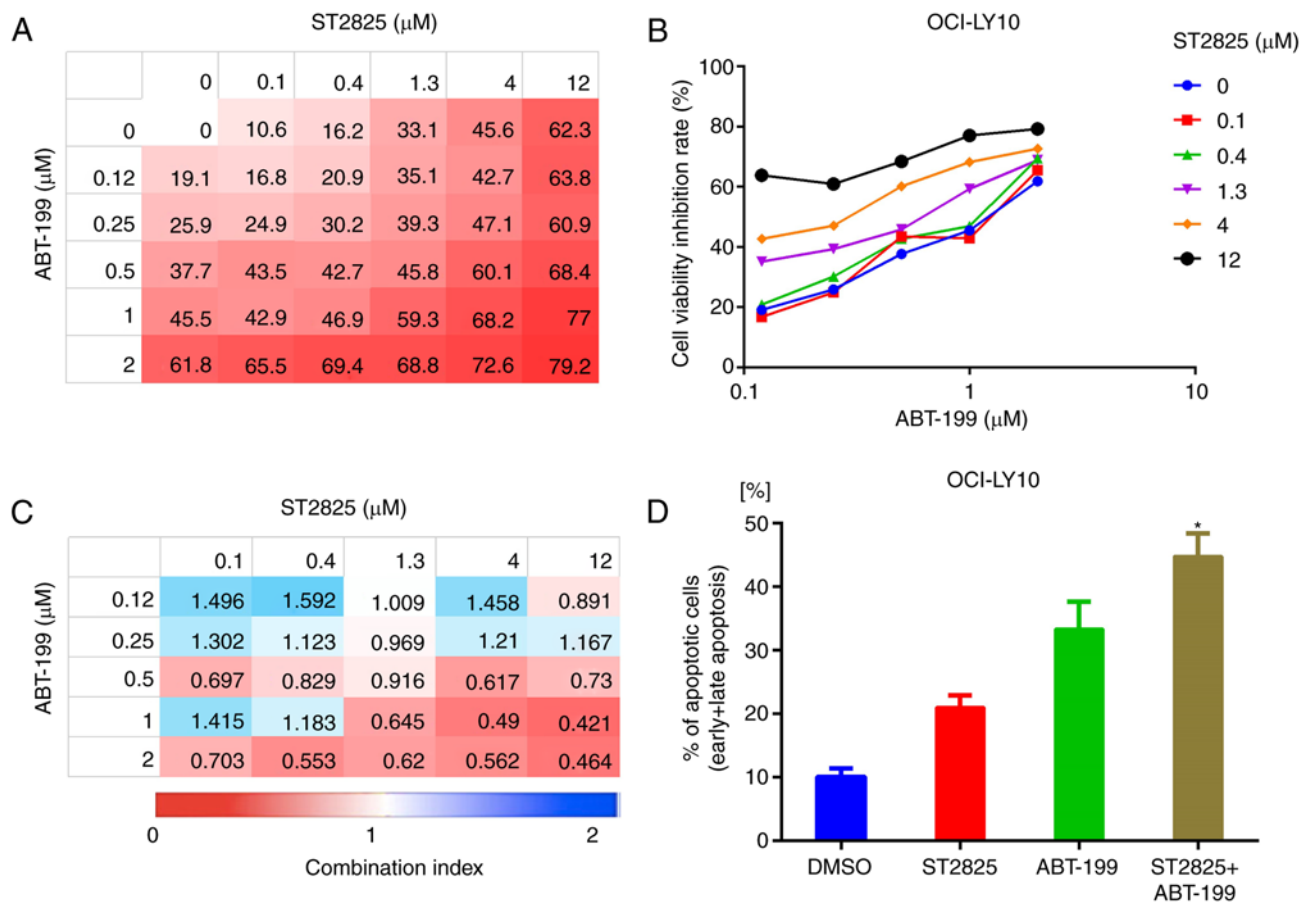 A
ST2825 (μM)
0 0.1 0.4 1.3 4 12
ABT-199 (μM)
0 0 10.6 16.2 33.1 45.6 62.3
0.12 19.1 16.8 20.9 35.1 42.7 63.8
0.25 25.9 24.9 30.2 39.3 47.1 60.9
0.5 37.7 43.5 42.7 45.8 60.1 68.4
1 45.5 42.9 46.9 59.3 68.2 77
2 61.8 65.5 69.4 68.8 72.6 79.2
B
OCI-LY10
Cell viability inhibition rate (%)
100
80
60
40
20
0
0.1 1 10
ABT-199 (μM)
ST2825 (μM)
0
0.1
0.4
1.3
4
12
C
ST2825 (μM)
0.1 0.4 1.3 4 12
ABT-199 (μM)
0.12 1.496 1.592 1.009 1.458 0.891
0.25 1.302 1.123 0.969 1.21 1.167
0.5 0.697 0.829 0.916 0.617 0.73
1 1.415 1.183 0.645 0.49 0.421
2 0.703 0.553 0.62 0.562 0.464
0 1 2
Combination index
D
OCI-LY10
[%]
% of apoptotic cells
(early+late apoptosis)
50
40
30
20
10
0
*
DMSO ST2825 ABT-199 ST2825+
ABT-199